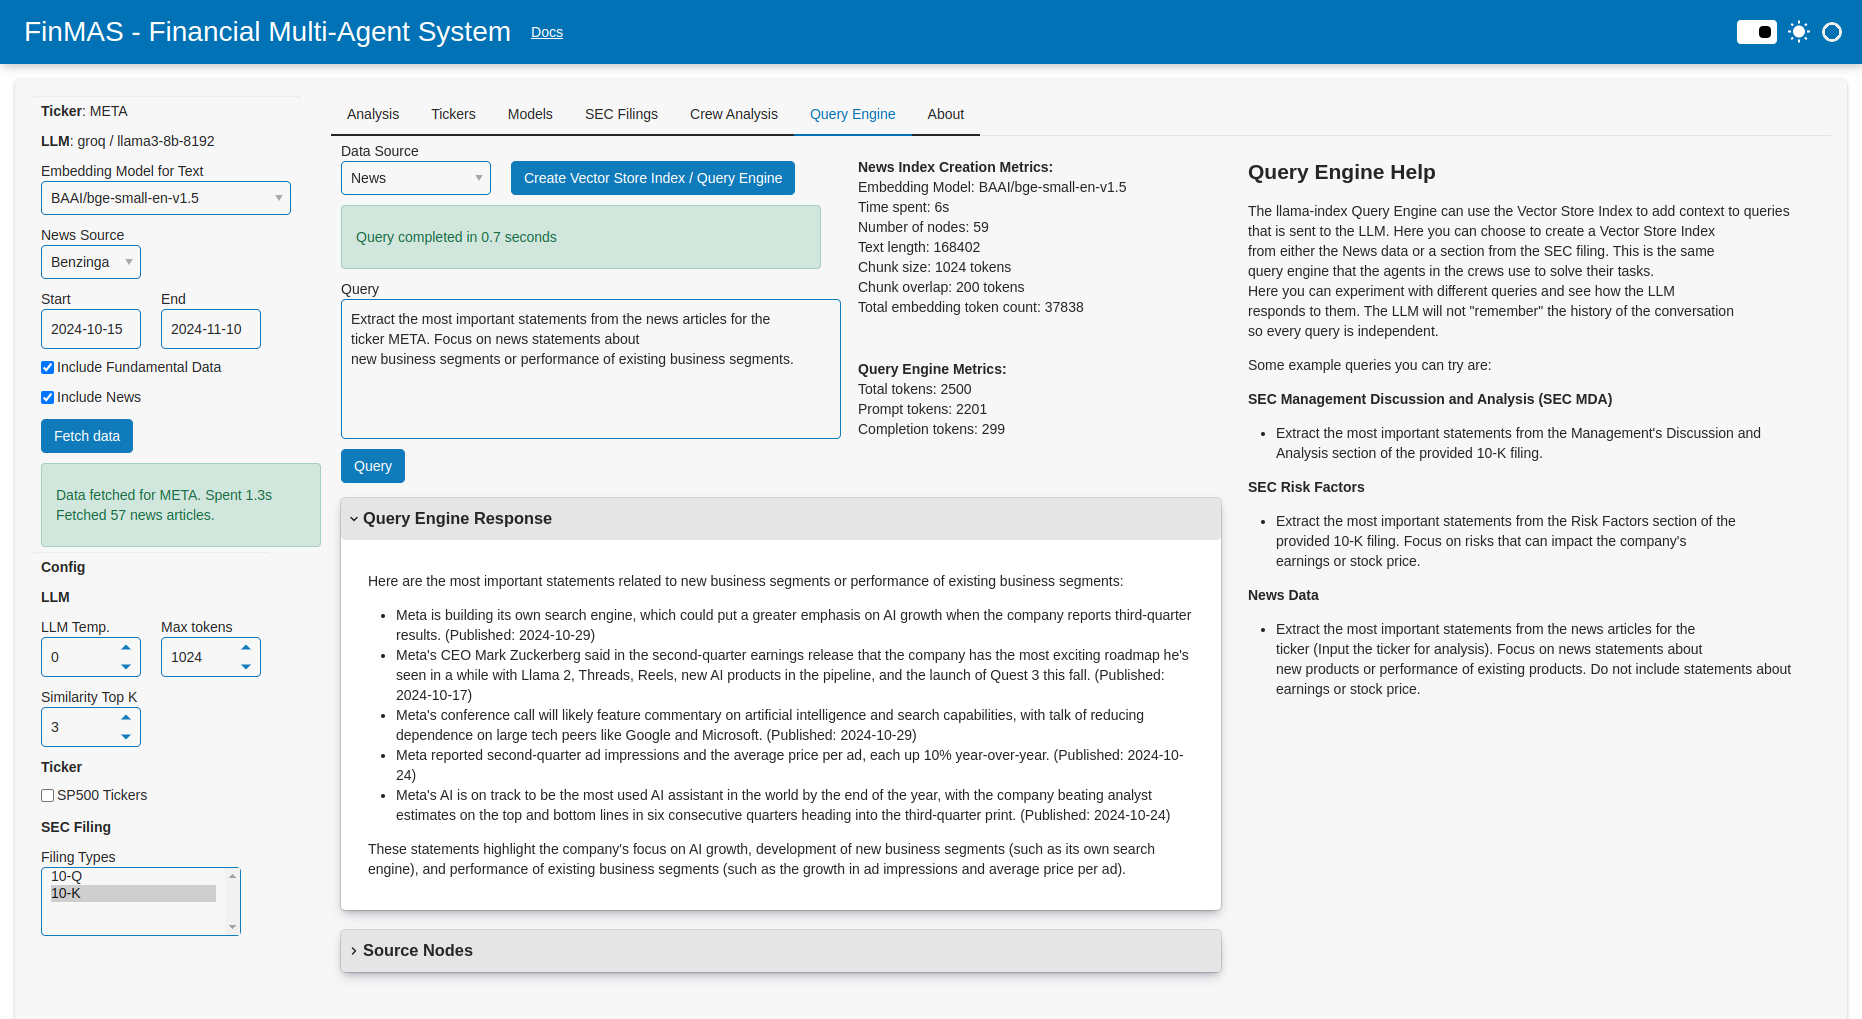 FinMAS - Financial Multi-Agent System
Docs
Ticker: META
LLM: groq / llama3-8b-8192
Embedding Model for Text
BAAI/bge-small-en-v1.5
News Source
Benzinga
Start
End
2024-10-15
2024-11-10
Include Fundamental Data
Include News
Fetch data
Data fetched for META. Spent 1.3s
Fetched 57 news articles.
Config
LLM
LLM Temp.
Max tokens
0
1024
Similarity Top K
3
Ticker
SP500 Tickers
SEC Filing
Filing Types
10-Q
10-K
Analysis
Tickers
Models
SEC Filings
Crew Analysis
Query Engine
About
Data Source
News
Create Vector Store Index / Query Engine
Query completed in 0.7 seconds
Query
Extract the most important statements from the news articles for the
ticker META. Focus on news statements about
new business segments or performance of existing business segments.
Query
News Index Creation Metrics:
Embedding Model: BAAI/bge-small-en-v1.5
Time spent: 6s
Number of nodes: 59
Text length: 168402
Chunk size: 1024 tokens
Chunk overlap: 200 tokens
Total embedding token count: 37838
Query Engine Metrics:
Total tokens: 2500
Prompt tokens: 2201
Completion tokens: 299
Query Engine Response
Here are the most important statements related to new business segments or performance of existing business segments:
• Meta is building its own search engine, which could put a greater emphasis on AI growth when the company reports third-quarter
results. (Published: 2024-10-29)
• Meta's CEO Mark Zuckerberg said in the second-quarter earnings release that the company has the most exciting roadmap he's
seen in a while with Llama 2, Threads, Reels, new AI products in the pipeline, and the launch of Quest 3 this fall. (Published:
2024-10-17)
• Meta's conference call will likely feature commentary on artificial intelligence and search capabilities, with talk of reducing
dependence on large tech peers like Google and Microsoft. (Published: 2024-10-29)
• Meta reported second-quarter ad impressions and the average price per ad, each up 10% year-over-year. (Published: 2024-10-
24)
• Meta's AI is on track to be the most used AI assistant in the world by the end of the year, with the company beating analyst
estimates on the top and bottom lines in six consecutive quarters heading into the third-quarter print. (Published: 2024-10-24)
These statements highlight the company's focus on AI growth, development of new business segments (such as its own search
engine), and performance of existing business segments (such as the growth in ad impressions and average price per ad).
Source Nodes
Query Engine Help
The llama-index Query Engine can use the Vector Store Index to add context to queries
that is sent to the LLM. Here you can choose to create a Vector Store Index
from either the News data or a section from the SEC filing. This is the same
query engine that the agents in the crews use to solve their tasks.
Here you can experiment with different queries and see how the LLM
responds to them. The LLM will not "remember" the history of the conversation
so every query is independent.
Some example queries you can try are:
SEC Management Discussion and Analysis (SEC MDA)
• Extract the most important statements from the Management's Discussion and
Analysis section of the provided 10-K filing.
SEC Risk Factors
• Extract the most important statements from the Risk Factors section of the
provided 10-K filing. Focus on risks that can impact the company's
earnings or stock price.
News Data
• Extract the most important statements from the news articles for the
ticker (Input the ticker for analysis). Focus on news statements about
new products or performance of existing products. Do not include statements about
earnings or stock price.